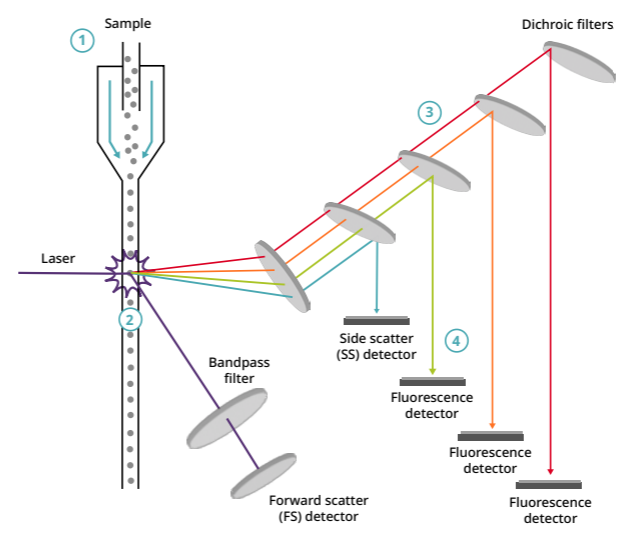 Sample
1
Dichroic filters
3
Laser
2
Side scatter
(SS) detector
4
Bandpass
filter
Fluorescence
detector
Fluorescence
detector
Forward scatter
(FS) detector
Fluorescence
detector